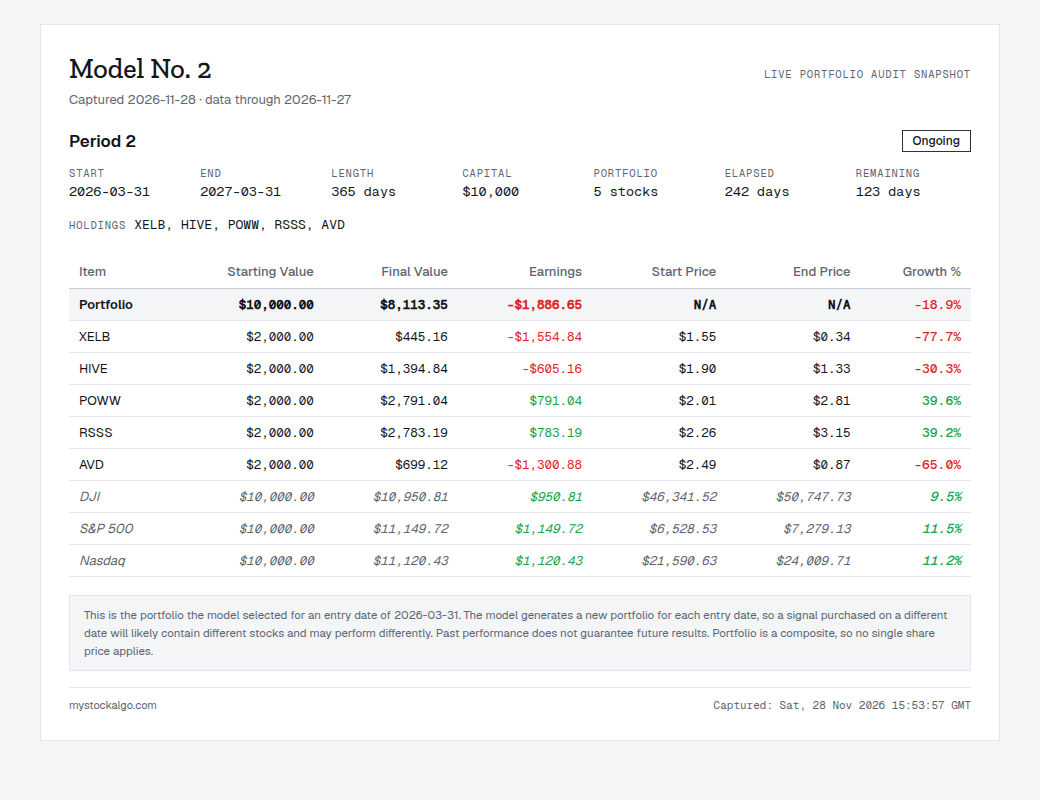 Model No. 2
LIVE PORTFOLIO AUDIT SNAPSHOT
Captured 2026-11-28 · data through 2026-11-27
Period 2
Ongoing
START END LENGTH CAPITAL PORTFOLIO ELAPSED REMAINING
2026-03-31 2027-03-31 365 days $10,000 5 stocks 242 days 123 days
HOLDINGS XELB, HIVE, POWW, RSSS, AVD
Item Starting Value Final Value Earnings Start Price End Price Growth %
Portfolio $10,000.00 $8,113.35 -$1,886.65 N/A N/A -18.9%
XELB $2,000.00 $445.16 -$1,554.84 $1.55 $0.34 -77.7%
HIVE $2,000.00 $1,394.84 -$605.16 $1.90 $1.33 -30.3%
POWW $2,000.00 $2,791.04 $791.04 $2.01 $2.81 39.6%
RSSS $2,000.00 $2,783.19 $783.19 $2.26 $3.15 39.2%
AVD $2,000.00 $699.12 -$1,300.88 $2.49 $0.87 -65.0%
DJI $10,000.00 $10,950.81 $950.81 $46,341.52 $50,747.73 9.5%
S&P 500 $10,000.00 $11,149.72 $1,149.72 $6,528.53 $7,279.13 11.5%
Nasdaq $10,000.00 $11,120.43 $1,120.43 $21,590.63 $24,009.71 11.2%
This is the portfolio the model selected for an entry date of 2026-03-31. The model generates a new portfolio for each entry date, so a signal purchased on a different
date will likely contain different stocks and may perform differently. Past performance does not guarantee future results. Portfolio is a composite, so no single share
price applies.
mystockalgo.com
Captured: Sat, 28 Nov 2026 15:53:57 GMT